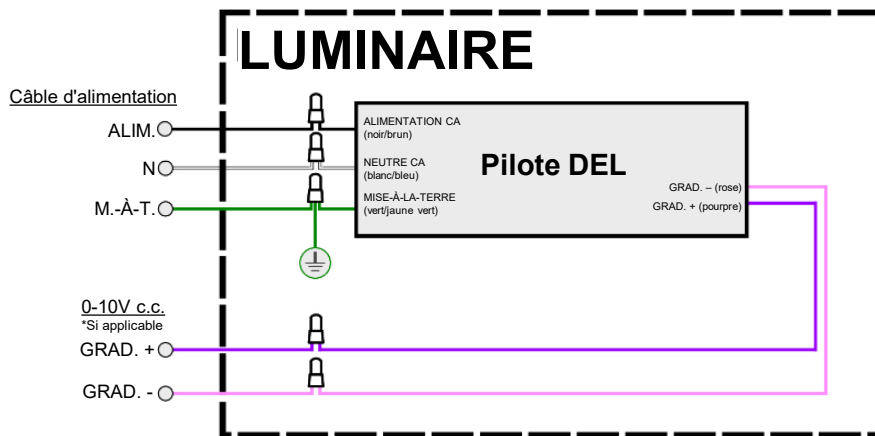 LUMINAIRE
Câble d'alimentation
ALIM.
N
M.-À-T.
ALIMENTATION CA
(noir/brun)
NEUTRE CA
(blanc/bleu)
MISE-À-LA-TERRE
(vert/jaune vert)
Pilote DEL
GRAD. – (rose)
GRAD. + (pourpre)
0-10V c.c.
*Si applicable
GRAD. +
GRAD. -